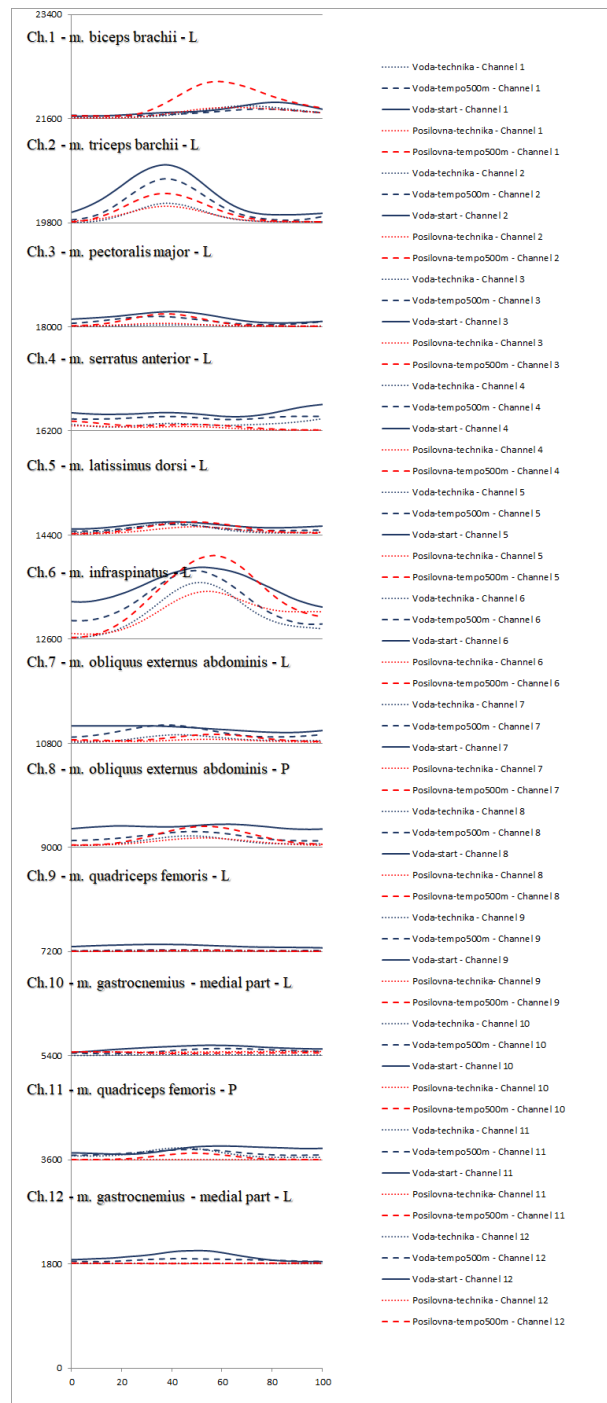 23400
Ch.1 - m. biceps brachii - L
21600
Ch.2 - m. triceps barchii - L
19800
Ch.3 - m. pectoralis major - L
18000
Ch.4 - m. serratus anterior - L
16200
Ch.5 - m. latissimus dorsi - L
14400
Ch.6 - m. infraspinatus - L
12600
Ch.7 - m. obliquus externus abdominis - L
10800
Ch.8 - m. obliquus externus abdominis - P
9000
Ch.9 - m. quadriceps femoris - L
7200
Ch.10 - m. gastrocnemius - medial part - L
5400
Ch.11 - m. quadriceps femoris - P
3600
Ch.12 - m. gastrocnemius - medial part - L
1800
0
0 20 40 60 80 100
Voda-technika - Channel 1
Voda-tempo500m - Channel 1
Voda-start - Channel 1
Posilovna-technika - Channel 1
Posilovna-tempo500m - Channel 1
Voda-technika - Channel 2
Voda-tempo500m - Channel 2
Voda-start - Channel 2
Posilovna-technika - Channel 2
Posilovna-tempo500m - Channel 2
Voda-technika - Channel 3
Voda-tempo500m - Channel 3
Voda-start - Channel 3
Posilovna-technika - Channel 3
Posilovna-tempo500m - Channel 3
Voda-technika - Channel 4
Voda-tempo500m - Channel 4
Voda-start - Channel 4
Posilovna-technika - Channel 4
Posilovna-tempo500m - Channel 4
Voda-technika - Channel 5
Voda-tempo500m - Channel 5
Voda-start - Channel 5
Posilovna-technika - Channel 5
Posilovna-tempo500m - Channel 5
Voda-technika - Channel 6
Voda-tempo500m - Channel 6
Voda-start - Channel 6
Posilovna-technika - Channel 6
Posilovna-tempo500m - Channel 6
Voda-technika - Channel 7
Voda-tempo500m - Channel 7
Voda-start - Channel 7
Posilovna-technika - Channel 7
Posilovna-tempo500m - Channel 7
Voda-technika - Channel 8
Voda-tempo500m - Channel 8
Voda-start - Channel 8
Posilovna-technika - Channel 8
Posilovna-tempo500m - Channel 8
Voda-technika - Channel 9
Voda-tempo500m - Channel 9
Voda-start - Channel 9
Posilovna-technika- Channel 9
Posilovna-tempo500m - Channel 9
Voda-technika - Channel 10
Voda-tempo500m - Channel 10
Voda-start - Channel 10
Posilovna-technika - Channel 10
Posilovna-tempo500m - Channel 10
Voda-technika - Channel 11
Voda-tempo500m - Channel 11
Voda-start - Channel 11
Posilovna-technika- Channel 11
Posilovna-tempo500m - Channel 11
Voda-technika - Channel 12
Voda-tempo500m - Channel 12
Voda-start - Channel 12
Posilovna-technika - Channel 12
Posilovna-tempo500m - Channel 12